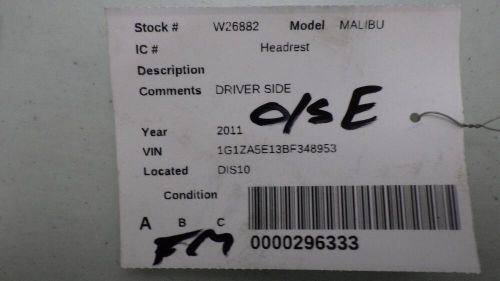 Stock # W26882 Model MALIBU
IC # Headrest
Description
Comments DRIVER SIDE
O/S E
Year 2011
VIN 1G1ZA5E13BF348953
Located DIS10
Condition
A B C
FM
0000296333